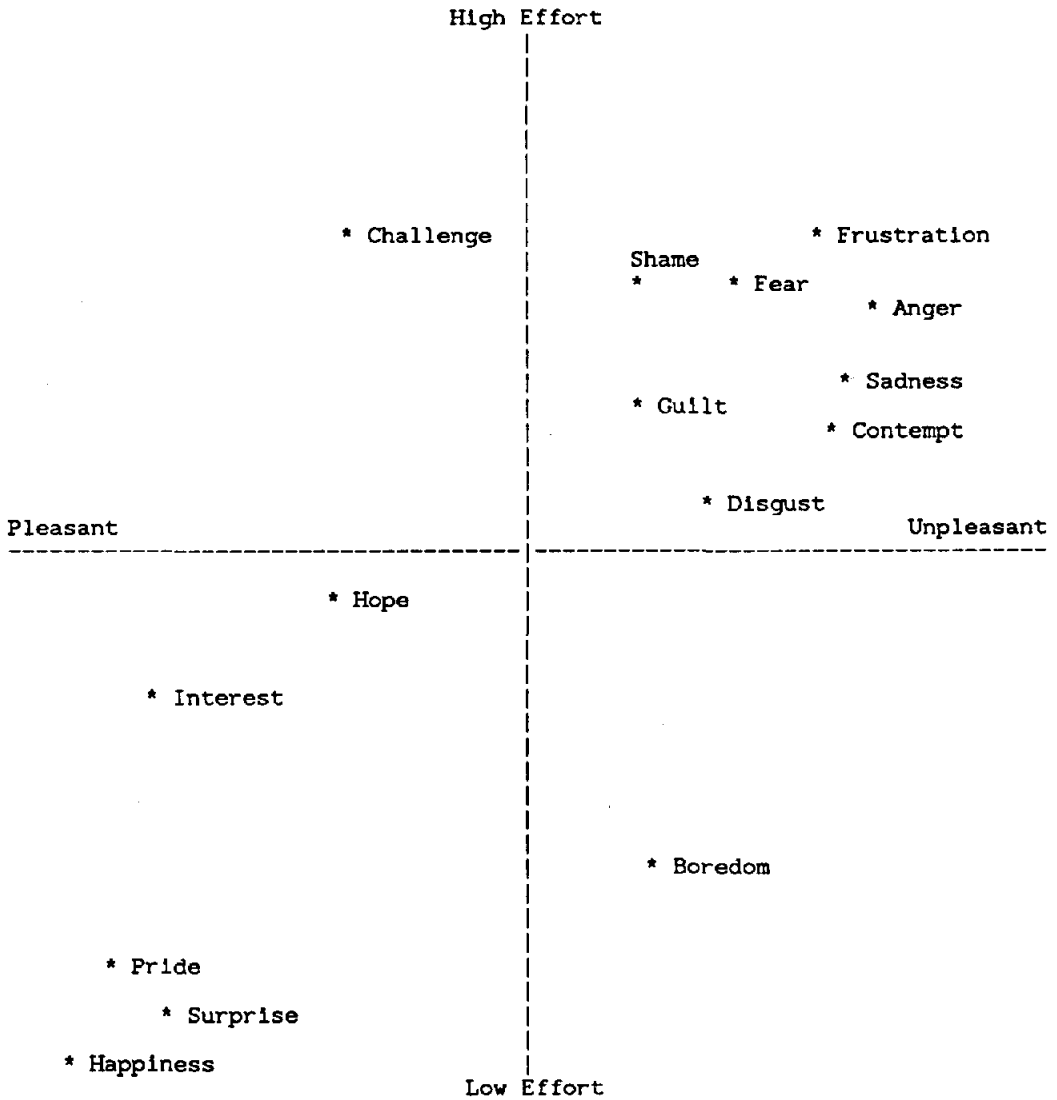 High Effort
* Challenge
* Frustration
Shame
*
* Fear
* Anger
* Sadness
* Guilt
* Contempt
* Disgust
Pleasant
Unpleasant
* Hope
* Interest
* Boredom
* Pride
* Surprise
* Happiness
Low Effort